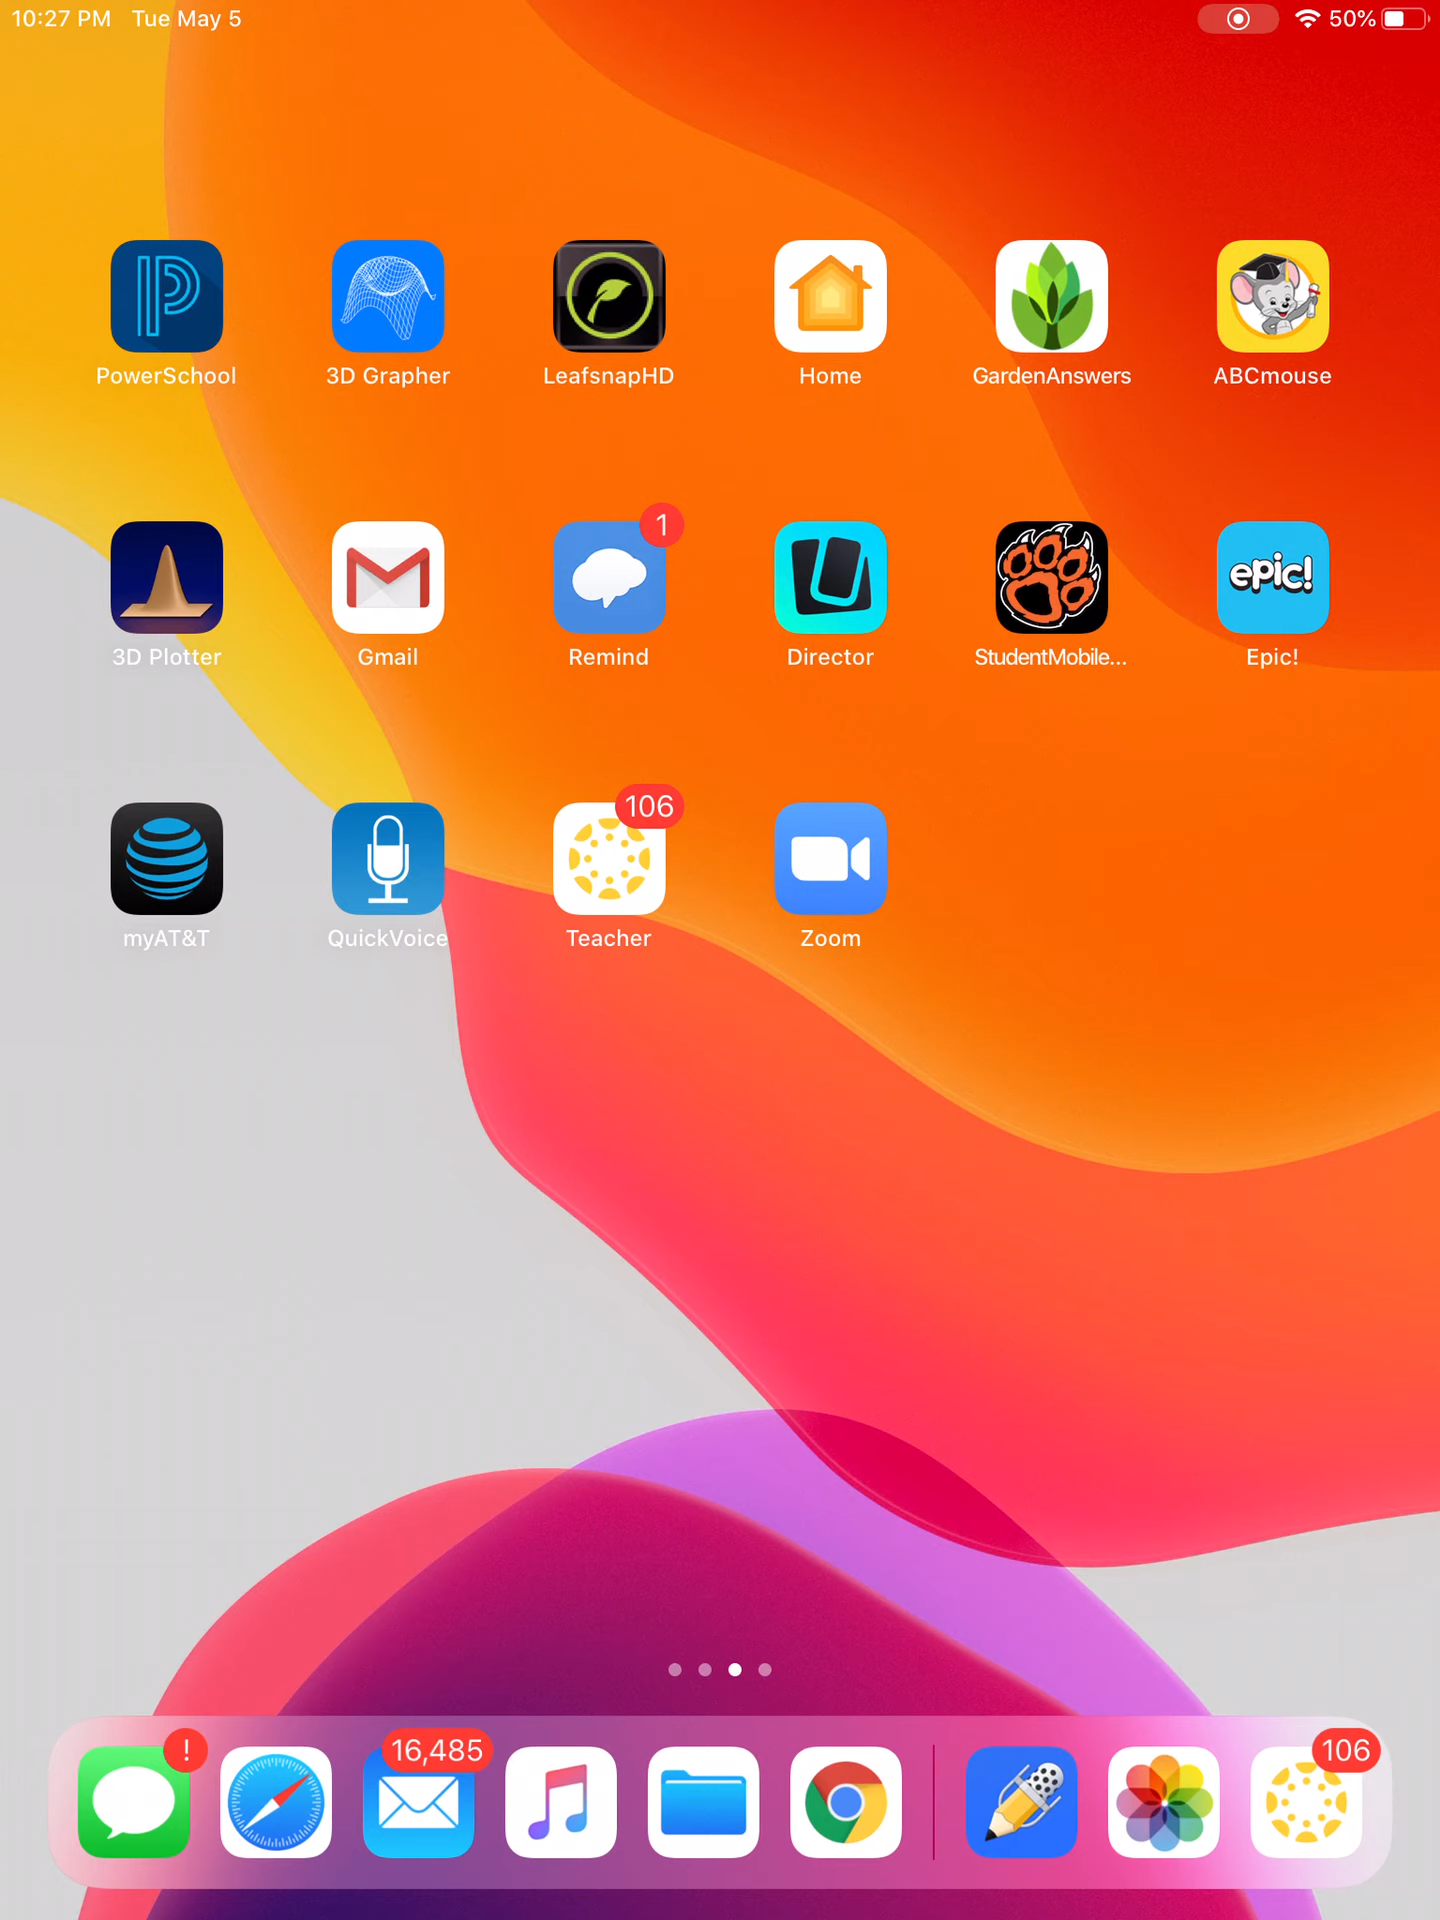 10:27 PM Tue May 5 50%
PowerSchool 3D Grapher LeafsnapHD Home GardenAnswers ABCmouse
1
epic!
3D Plotter Gmail Remind Director StudentMobile... Epic!
106
myAT&T QuickVoice Teacher Zoom
! 16,485 106